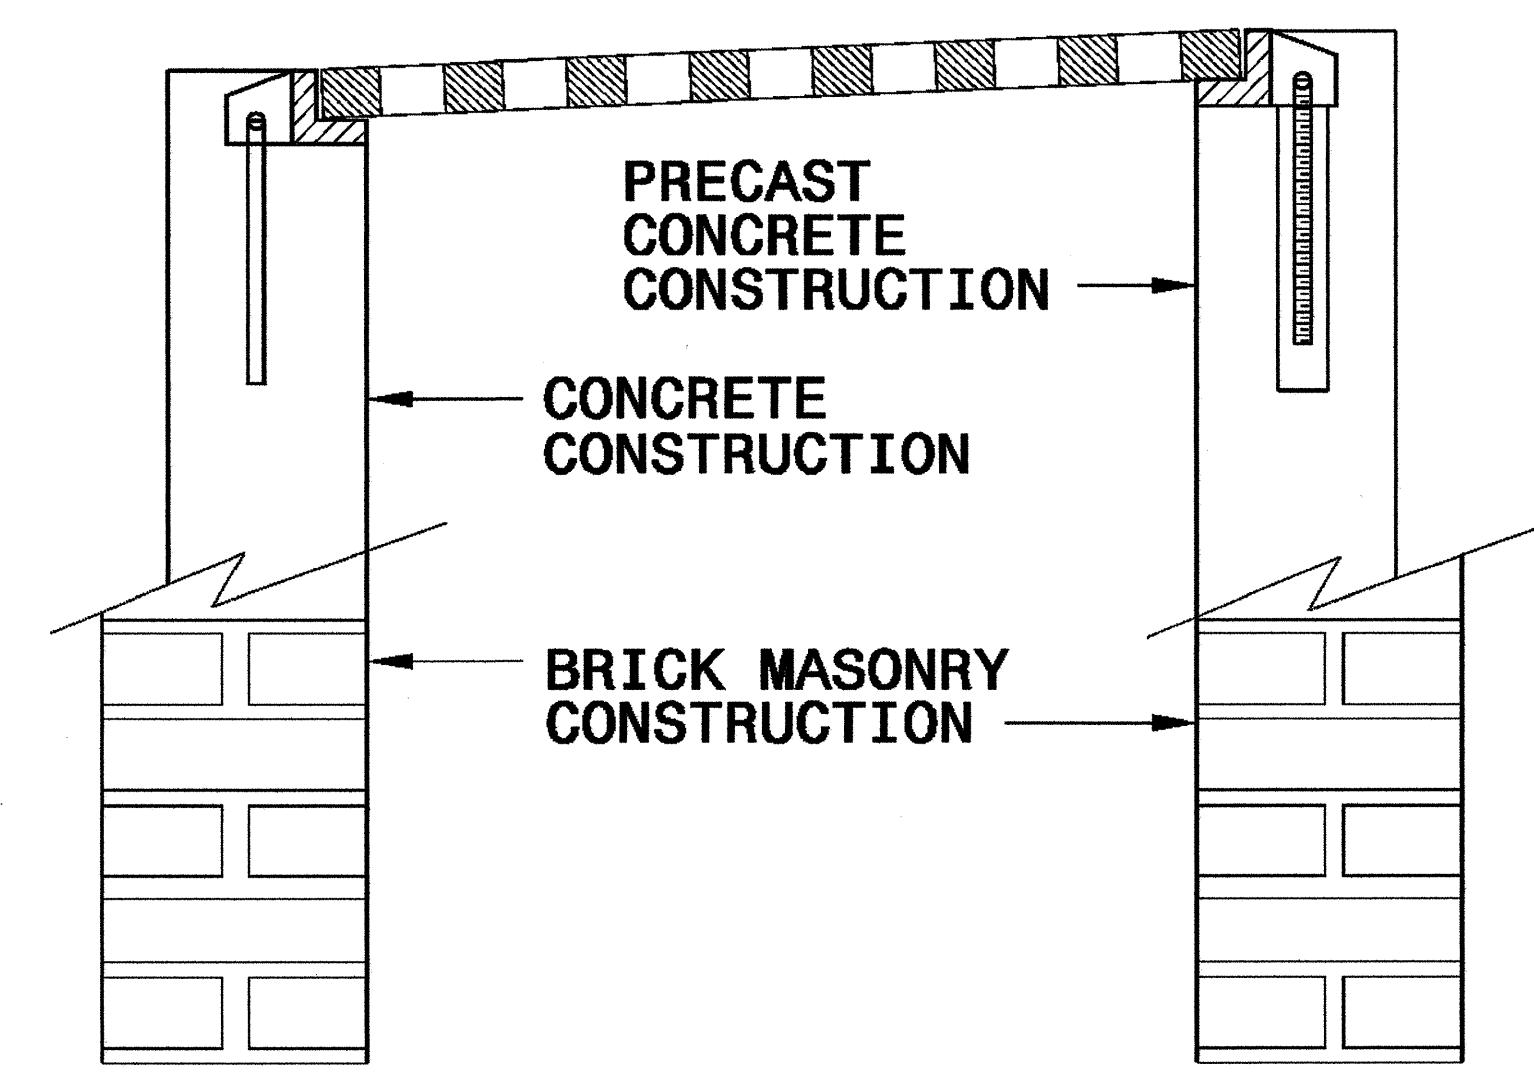 PRECAST
CONCRETE
CONSTRUCTION
CONCRETE
CONSTRUCTION
BRICK MASONRY
CONSTRUCTION